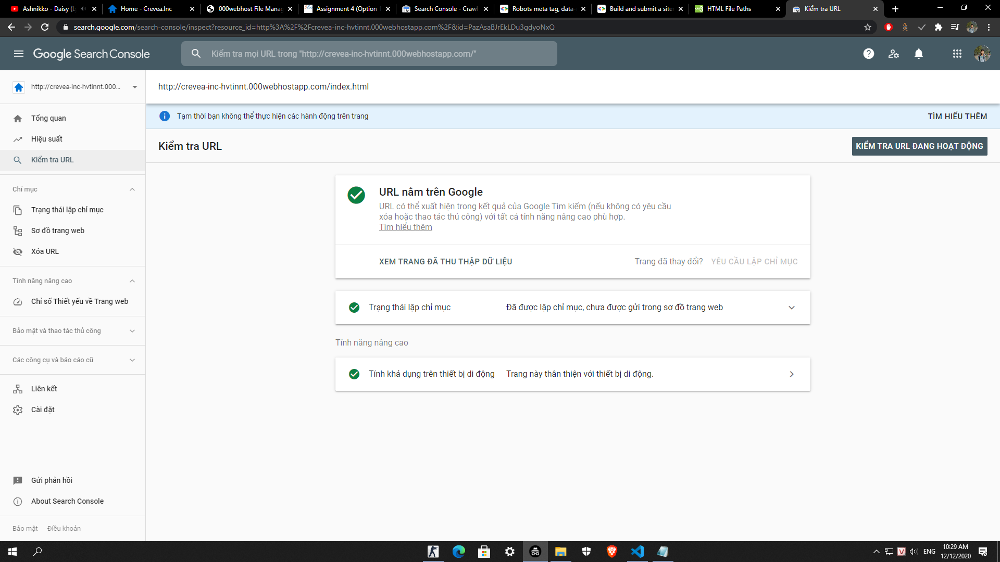 Ashnikko - Daisy (Ly
Home - Crevea.Inc
000webhost File Manag
Assignment 4 (Option 1
Search Console - Crawl
Robots meta tag, data-
Build and submit a sitem
HTML File Paths
Kiểm tra URL
search.google.com/search-console/inspect?resource_id=http%3A%2F%2Fcrevea-inc-hvtinnt.000webhostapp.com%2F&id=PazAsaBJrEkLDu3gdyoNxQ
Google Search Console
Kiểm tra mọi URL trong "http://crevea-inc-hvtinnt.000webhostapp.com/"
http://crevea-inc-hvtinnt.000...
http://crevea-inc-hvtinnt.000webhostapp.com/index.html
Tạm thời bạn không thể thực hiện các hành động trên trang
TÌM HIỂU THÊM
Kiểm tra URL
KIỂM TRA URL ĐANG HOẠT ĐỘNG
Tổng quan
Hiệu suất
Kiểm tra URL
Chỉ mục
Trạng thái lập chỉ mục
Sơ đồ trang web
Xóa URL
Tính năng nâng cao
Chỉ số Thiết yếu về Trang web
Bảo mật và thao tác thủ công
Các công cụ và báo cáo cũ
Liên kết
Cài đặt
Gửi phản hồi
About Search Console
Bảo mật
Điều khoản
URL nằm trên Google
URL có thể xuất hiện trong kết quả của Google Tìm kiếm (nếu không có yêu cầu
xóa hoặc thao tác thủ công) với tất cả tính năng nâng cao phù hợp.
Tìm hiểu thêm
XEM TRANG ĐÃ THU THẬP DỮ LIỆU
Trang đã thay đổi?
YÊU CẦU LẬP CHỈ MỤC
Trạng thái lập chỉ mục
Đã được lập chỉ mục, chưa được gửi trong sơ đồ trang web
Tính năng nâng cao
Tính khả dụng trên thiết bị di động
Trang này thân thiện với thiết bị di động.
ENG
10:29 AM
12/12/2020